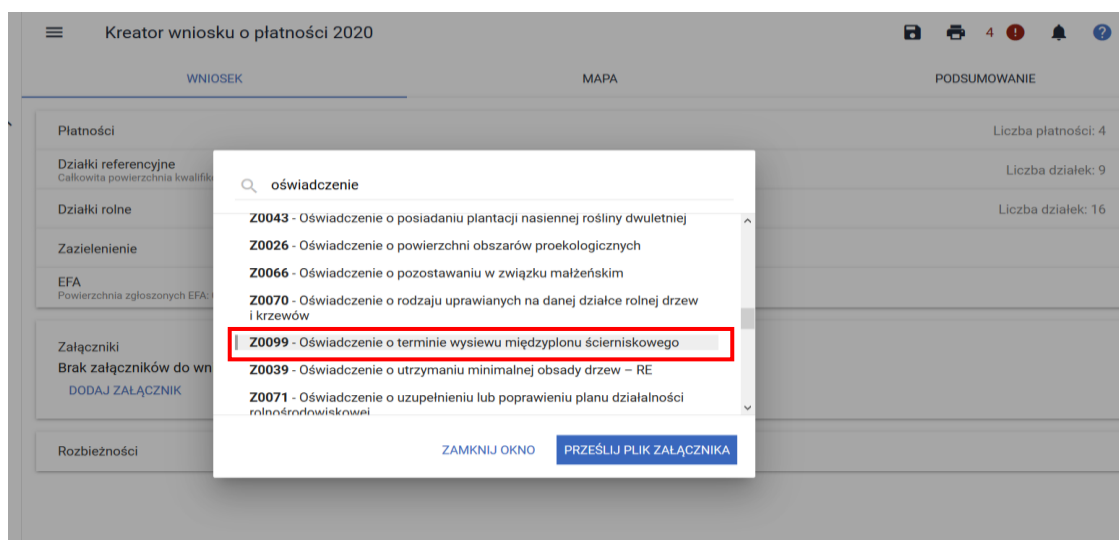 Kreator wniosku o płatności 2020
4
WNIOSEK
MAPA
PODSUMOWANIE
Płatności
Liczba płatności: 4
Działki referencyjne
Całkowita powierzchnia
Liczba działek: 9
Działki rolne
Liczba działek: 16
Zazielenienie
EFA
Powierzchnia zgłoszonych EFA:
Załączniki
Brak załączników do
DODAJ ZAŁĄCZNIK
Rozbieżności
oświadczenie
Z0043 - Oświadczenie o posiadaniu plantacji nasiennej rośliny dwuletniej
Z0026 - Oświadczenie o powierzchni obszarów proekologicznych
Z0066 - Oświadczenie o pozostawaniu w związku małżeńskim
Z0070 - Oświadczenie o rodzaju uprawianych na danej działce rolnej drzew
i krzewów
Z0099 - Oświadczenie o terminie wysiewu międzyplonu ścierniskowego
Z0039 - Oświadczenie o utrzymaniu minimalnej obsady drzew – RE
Z0071 - Oświadczenie o uzupełnieniu lub poprawieniu planu działalności
rolnośrodowiskowej
ZAMKNIJ OKNO
PRZEŚLIJ PLIK ZAŁĄCZNIKA